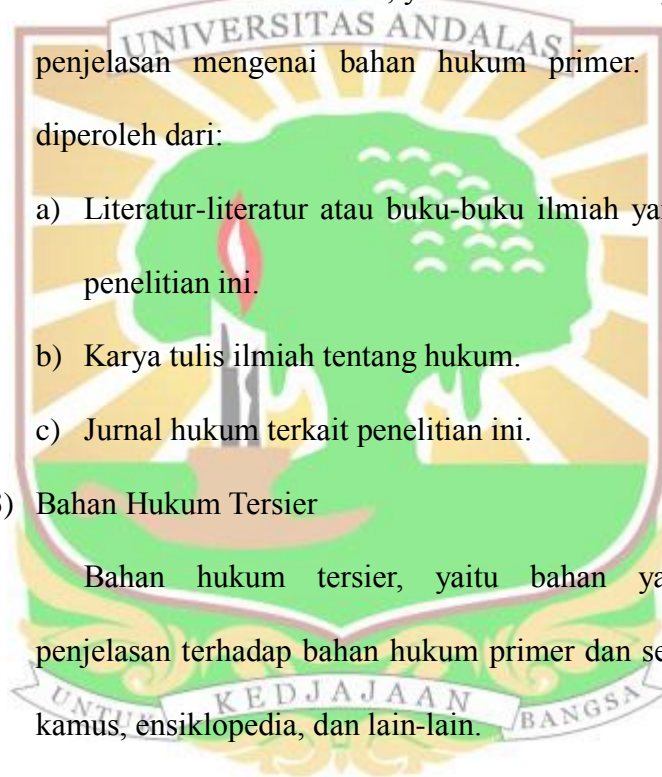 UNIVERSITAS ANDALAS
penjelasan mengenai bahan hukum primer.
diperoleh dari:
a) Literatur-literatur atau buku-buku ilmiah
penelitian ini.
b) Karya tulis ilmiah tentang hukum.
c) Jurnal hukum terkait penelitian ini.
Bahan Hukum Tersier
Bahan hukum tersier, yaitu bahan
penjelasan terhadap bahan hukum primer dan
UNTUK KEDJAJAAN BANGSA
kamus, ensiklopedia, dan lain-lain.